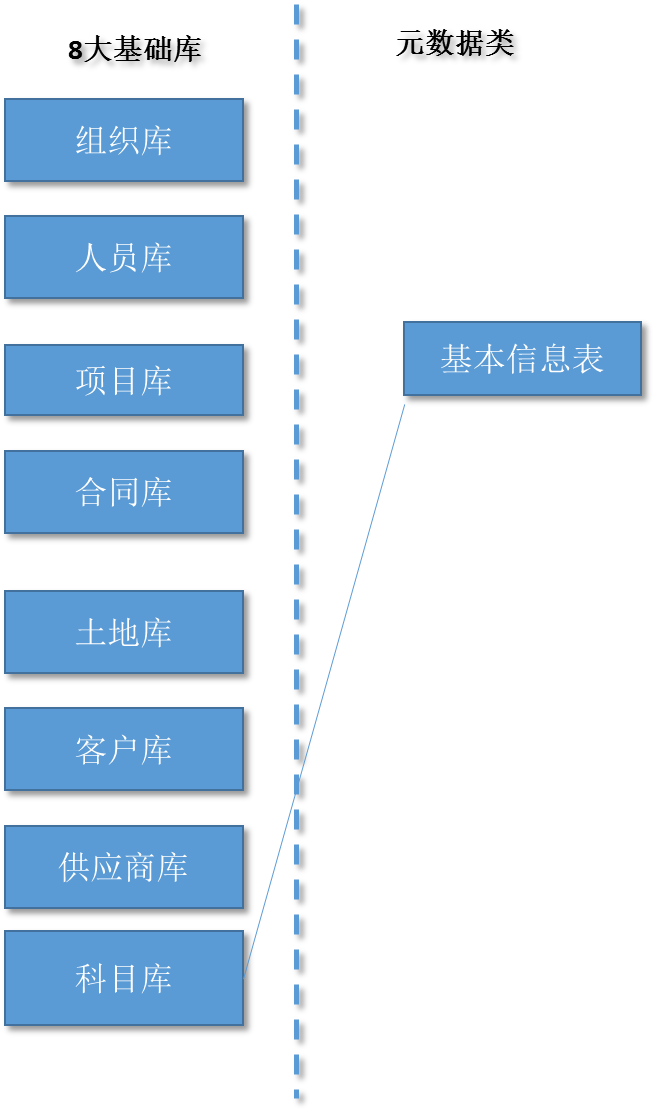 8大基础库
元数据类
组织库
人员库
项目库
基本信息表
合同库
土地库
客户库
供应商库
科目库